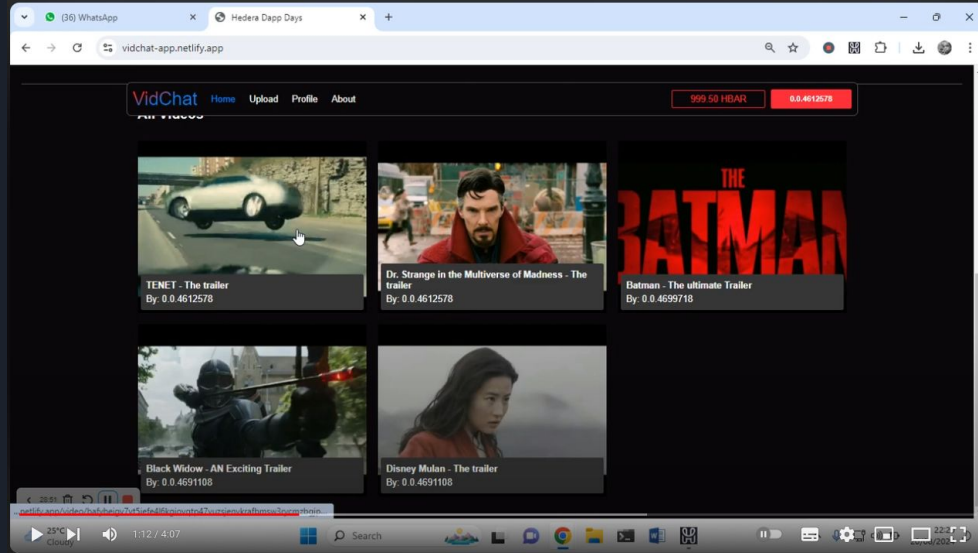 (36) WhatsApp
Hedera Dapp Days
vidchat-app.netlify.app
VidChat
Home
Upload
Profile
About
999.50 HBAR
0.0.4612578
All Videos
THE
BATMAN
TENET - The trailer
By: 0.0.4612578
Dr. Strange in the Multiverse of Madness - The
trailer
By: 0.0.4612578
Batman - The ultimate Trailer
By: 0.0.4699718
Black Widow - AN Exciting Trailer
By: 0.0.4691108
Disney Mulan - The trailer
By: 0.0.4691108
23:51
25°C
Cloudy
1:12 / 4:07
Search